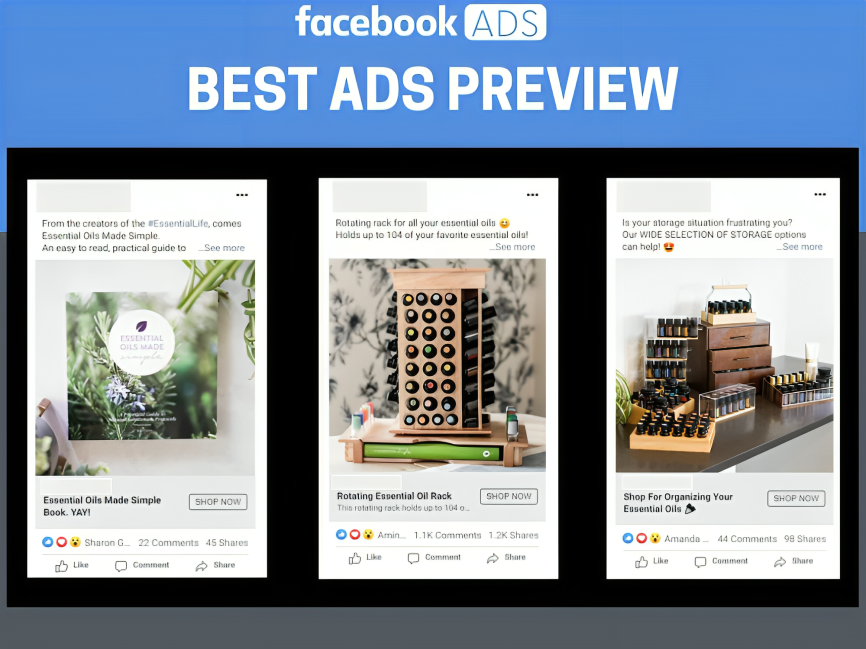 facebook ADS
BEST ADS PREVIEW
From the creators of the #EssentialLife, comes
Essential Oils Made Simple.
An easy to read, practical guide to ...See more
ESSENTIAL
OILS MADE
simple
Essential Oils Made Simple
Book. YAY!
SHOP NOW
Sharon G... 22 Comments 45 Shares
Like Comment Share
Rotating rack for all your essential oils 😊
Holds up to 104 of your favorite essential oils!
...See more
Rotating Essential Oil Rack
This rotating rack holds up to 104 o...
SHOP NOW
Amin... 1.1K Comments 1.2K Shares
Like Comment Share
Is your storage situation frustrating you?
Our WIDE SELECTION OF STORAGE options
can help! 😍 ...See more
Shop For Organizing Your
Essential Oils 🎉
SHOP NOW
Amanda ... 44 Comments 98 Shares
Like Comment Share